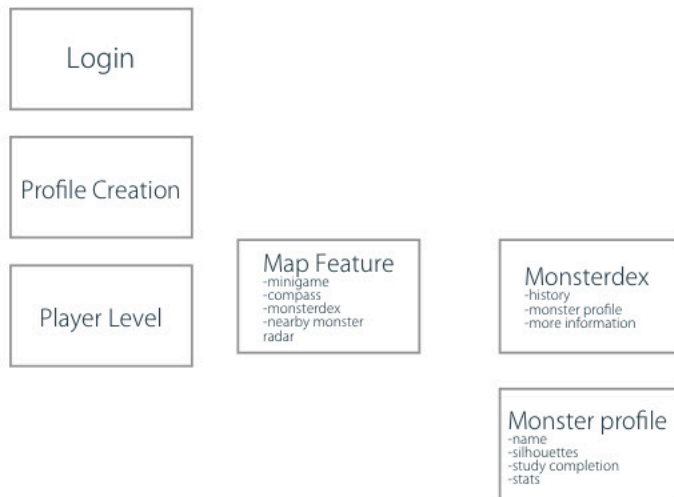 Login
Profile Creation
Player Level
Map Feature
-minigame
-compass
-monsterdex
-nearby monster
radar
Monsterdex
-history
-monster profile
-more information
Monster profile
-name
-silhouettes
-study completion
-stats